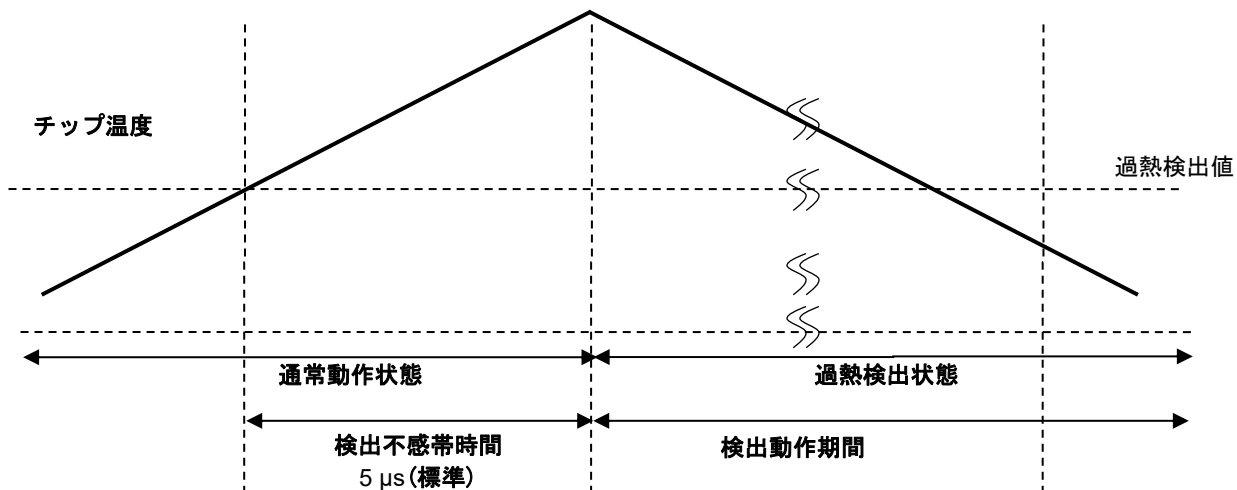 チップ温度
過熱検出値
通常動作状態
過熱検出状態
検出不感帯時間
5 μs(標準)
検出動作期間